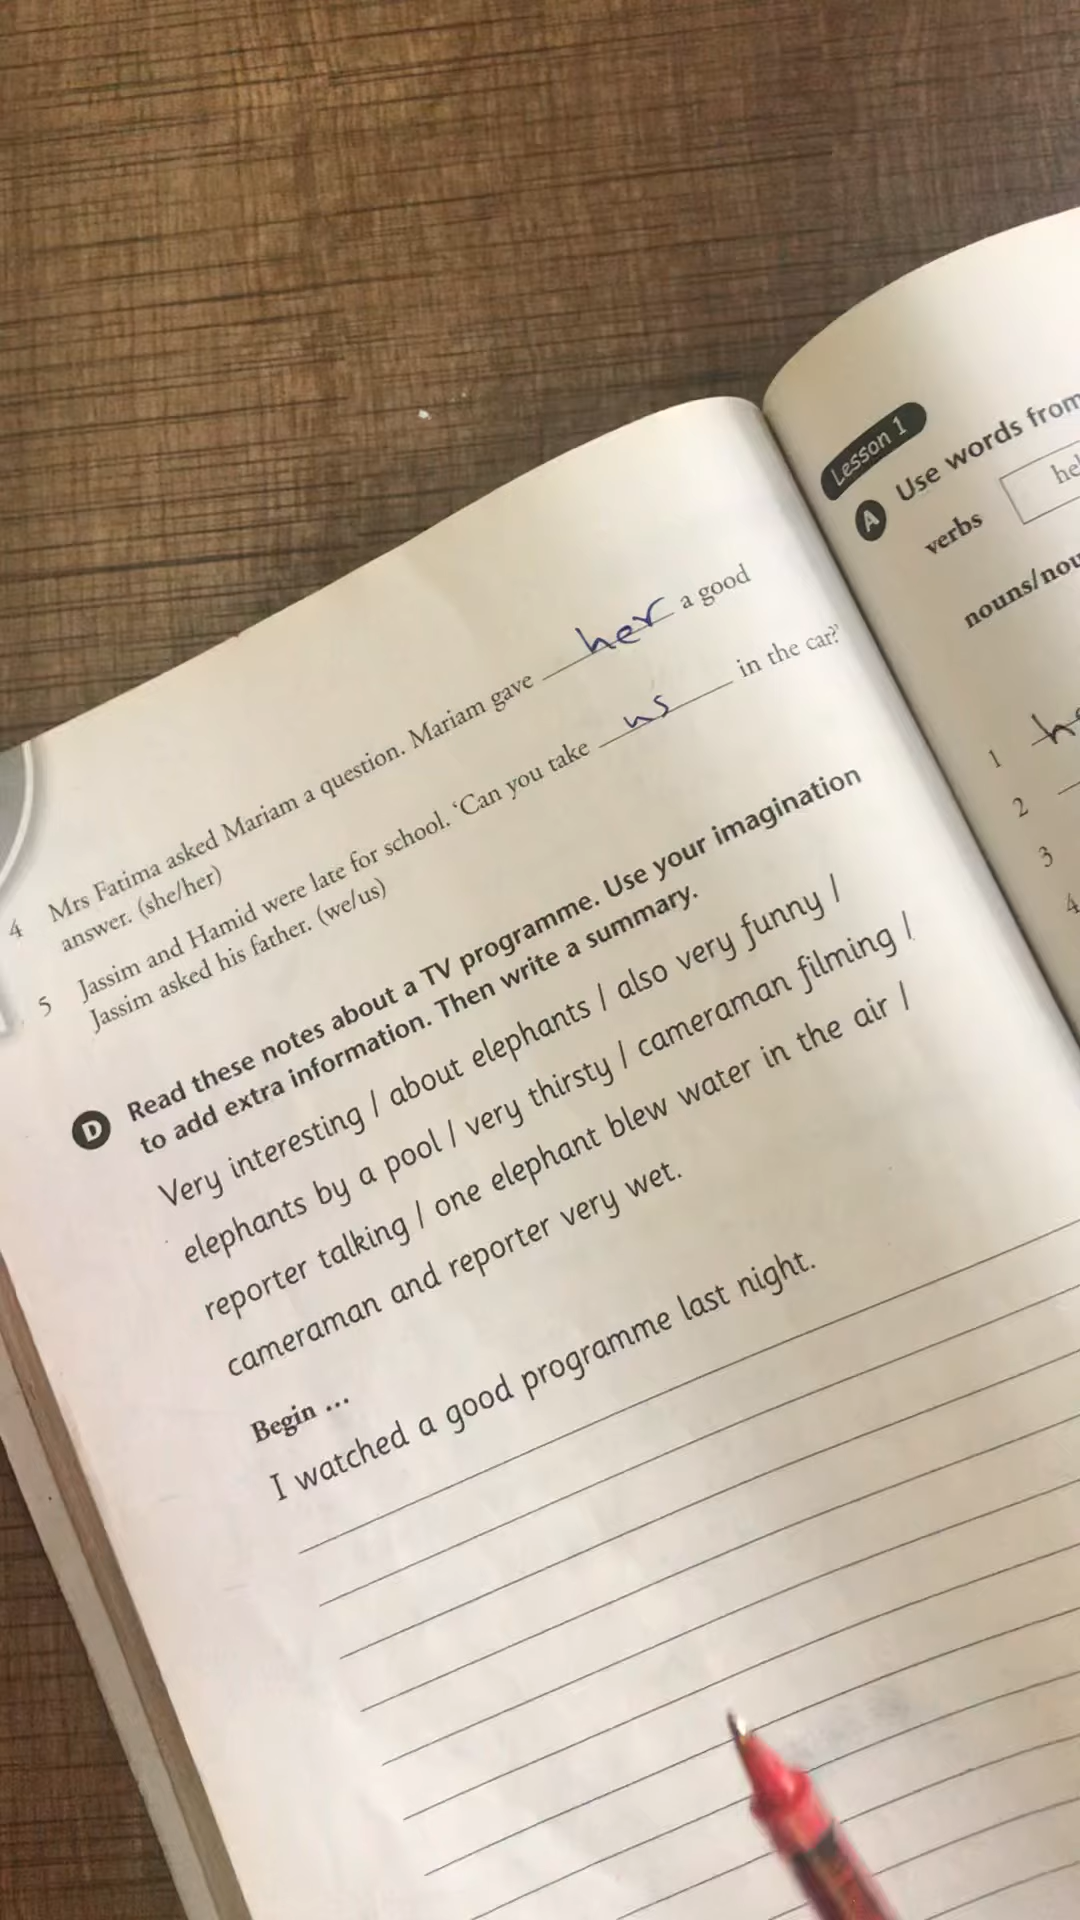 4 Mrs Fatima asked Mariam a question. Mariam gave her a good
answer. (she/her)
5 Jassim and Hamid were late for school. ‘Can you take us in the car?’
Jassim asked his father. (we/us)
D Read these notes about a TV programme. Use your imagination
to add extra information. Then write a summary.
Very interesting / about elephants / also very funny /
elephants by a pool / very thirsty / cameraman filming /
reporter talking / one elephant blew water in the air /
cameraman and reporter very wet.
Begin ...
I watched a good programme last night.
Lesson 1
A Use words from
verbs
nouns/
1
2
3
4